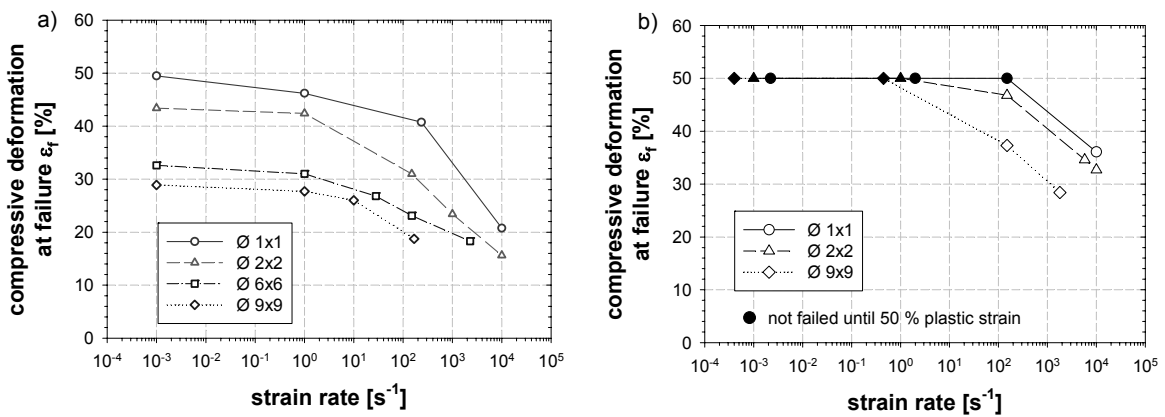 a)
compressive deformation
at failure ε_f [%]
60
50
40
30
20
10
0
Ø 1x1
Ø 2x2
Ø 6x6
Ø 9x9
10⁻⁴ 10⁻³ 10⁻² 10⁻¹ 10⁰ 10¹ 10² 10³ 10⁴ 10⁵
strain rate [s⁻¹]
b)
compressive deformation
at failure ε_f [%]
60
50
40
30
20
10
0
Ø 1x1
Ø 2x2
Ø 9x9
not failed until 50 % plastic strain
10⁻⁴ 10⁻³ 10⁻² 10⁻¹ 10⁰ 10¹ 10² 10³ 10⁴ 10⁵
strain rate [s⁻¹]